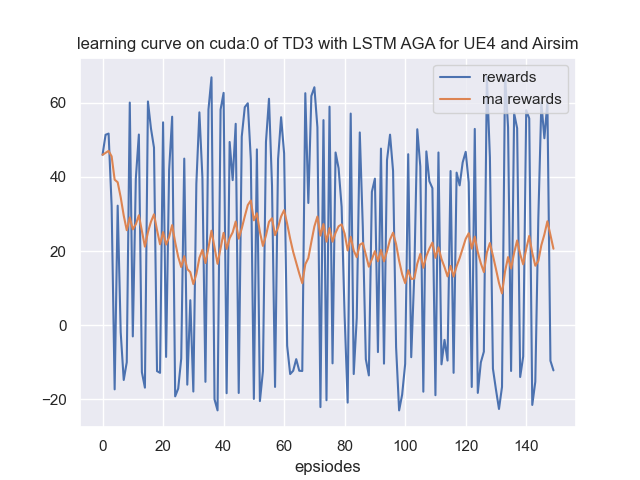 learning curve on cuda:0 of TD3 with LSTM AGA for UE4 and Airsim
rewards
ma rewards
60
40
20
0
−20
0 20 40 60 80 100 120 140
epsiodes